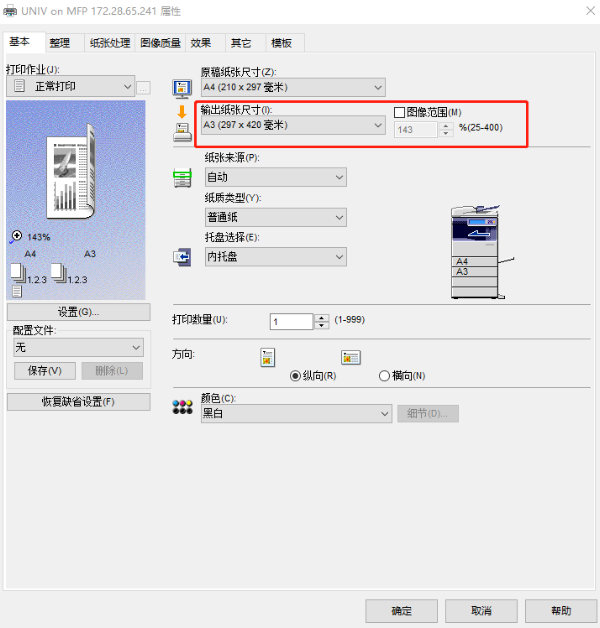 UNIV on MFP 172.28.65.241 属性
基本 整理 纸张处理 图像质量 效果 其它 模板
打印作业(J):
正常打印 ...
143%
A4 A3
1.2.3 1.2.3
设置(G)...
配置文件:
无
保存(V) 删除(L)
恢复缺省设置(F)
原稿纸张尺寸(Z):
A4 (210 x 297 毫米)
输出纸张尺寸(I): 图像范围(M)
A3 (297 x 420 毫米) 143 %(25-400)
纸张来源(P):
自动
纸质类型(Y):
普通纸
托盘选择(E):
内托盘
A4
A3
打印数量(U): 1 (1-999)
方向:
纵向(R) 横向(N)
颜色(C):
黑白 细节(D)...
确定 取消 帮助